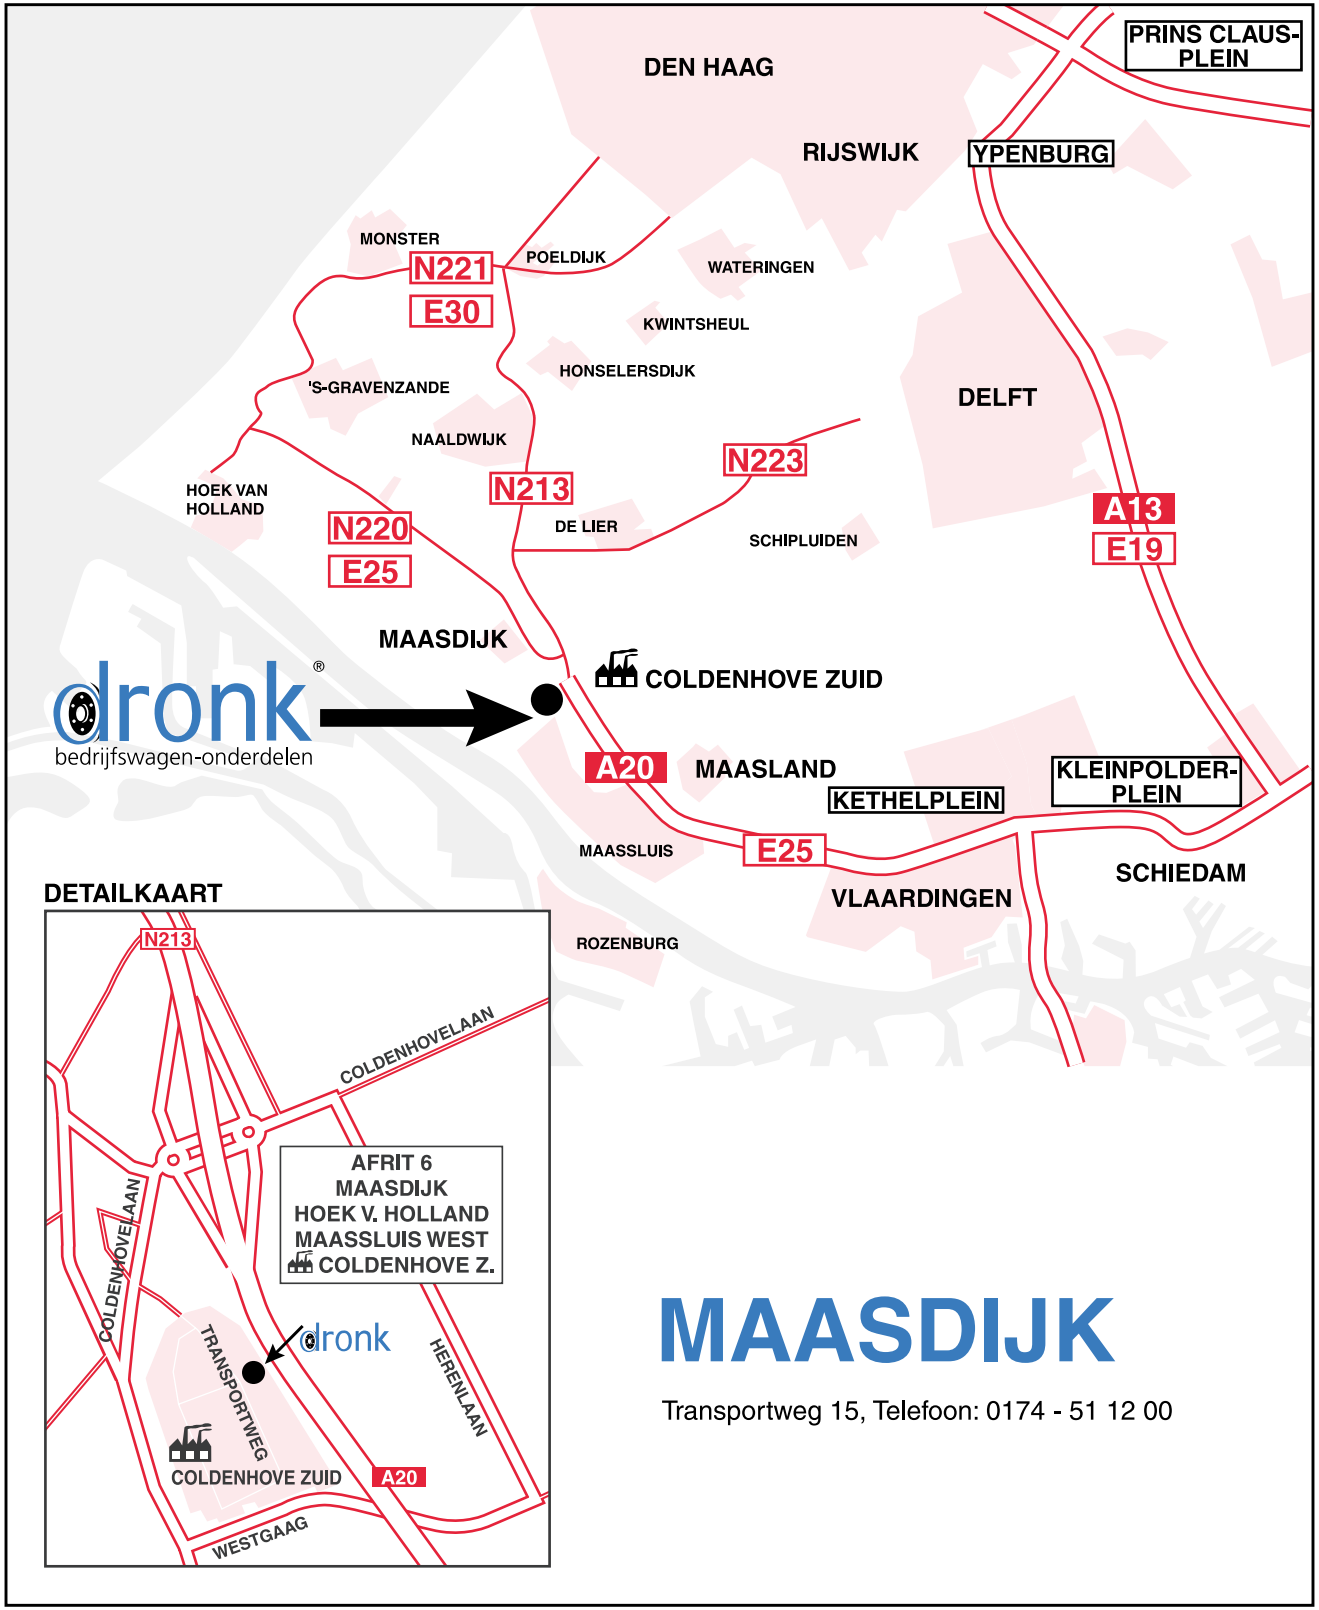 PRINS CLAUS-
PLEIN
DEN HAAG
RIJSWIJK
YPENBURG
MONSTER
POELDIJK
N221
WATERINGEN
E30
KWINTSHEUL
HONSELERSDIJK
'S-GRAVENZANDE
DELFT
NAALDWIJK
N223
N213
HOEK VAN
HOLLAND
A13
N220
DE LIER
SCHIPLUIDEN
E19
E25
MAASDIJK
COLDENHOVE ZUID
dronk®
bedrijfswagen-onderdelen
A20
MAASLAND
KLEINPOLDER-
PLEIN
KETHELPLEIN
MAASSLUIS
E25
SCHIEDAM
VLAARDINGEN
ROZENBURG
DETAILKAART
N213
COLDENHOVELAAN
AFRIT 6
MAASDIJK
HOEK V. HOLLAND
MAASSLUIS WEST
COLDENHOVE Z.
COLDENHOVELAAN
dronk
TRANSPORTWEG
HERENLAAN
COLDENHOVE ZUID
A20
WESTGAAG
MAASDIJK
Transportweg 15, Telefoon: 0174 - 51 12 00